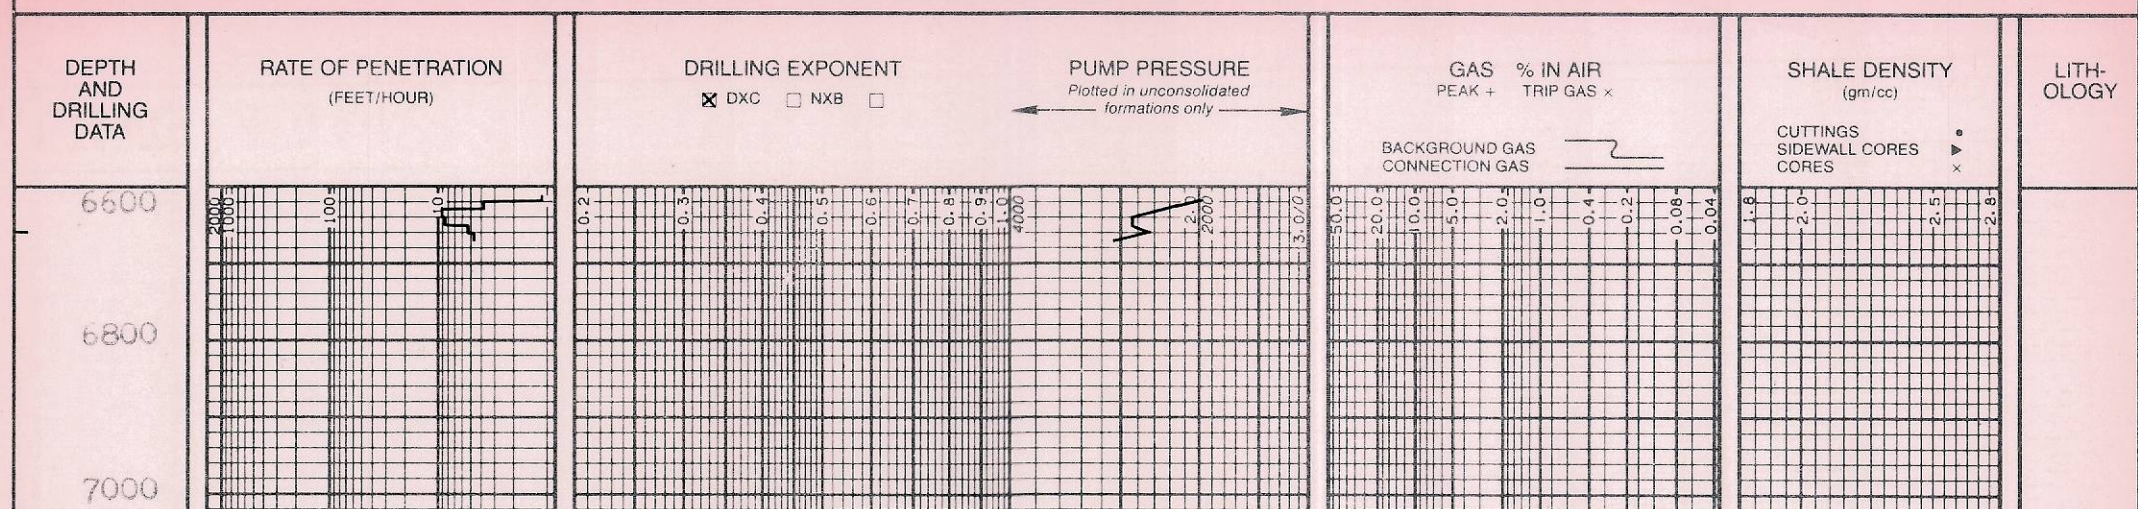 DEPTH
AND
DRILLING
DATA
RATE OF PENETRATION
(FEET/HOUR)
DRILLING EXPONENT
☒ DXC ☐ NXB ☐
PUMP PRESSURE
Plotted in unconsolidated
formations only
GAS % IN AIR
PEAK + TRIP GAS ×
BACKGROUND GAS
CONNECTION GAS
SHALE DENSITY
(gm/cc)
CUTTINGS •
SIDEWALL CORES ▶
CORES ×
LITH-
OLOGY
6600
2000
1000
100
10
0.2
0.3
0.4
0.5
0.6
0.7
0.8
0.9
1.0
4000
2.0
2000
3.0
0
50.0
20.0
10.0
5.0
2.0
1.0
0.4
0.2
0.08
0.04
1.8
2.0
2.5
2.8
6800
7000